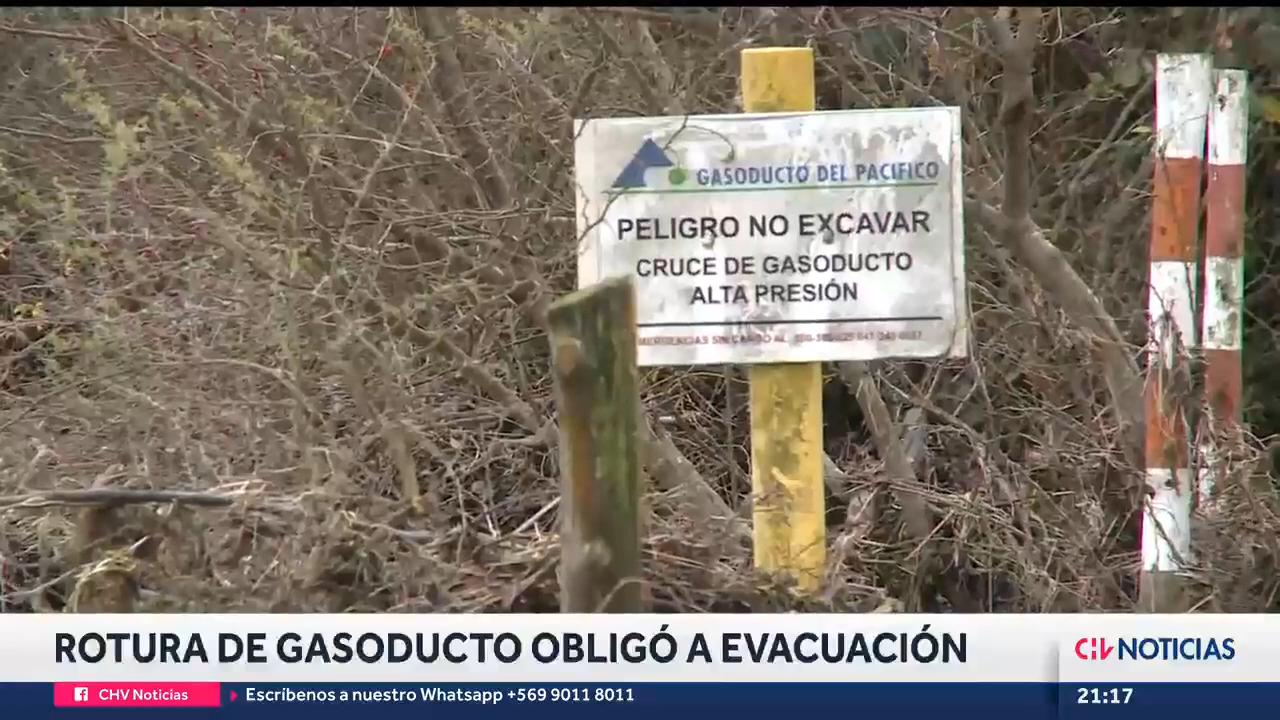 GASODUCTO DEL PACIFICO
PELIGRO NO EXCAVAR
CRUCE DE GASODUCTO
ALTA PRESIÓN
ROTURA DE GASODUCTO OBLIGÓ A EVACUACIÓN
CHV NOTICIAS
CHV Noticias
Escríbenos a nuestro Whatsapp +569 9011 8011
21:17